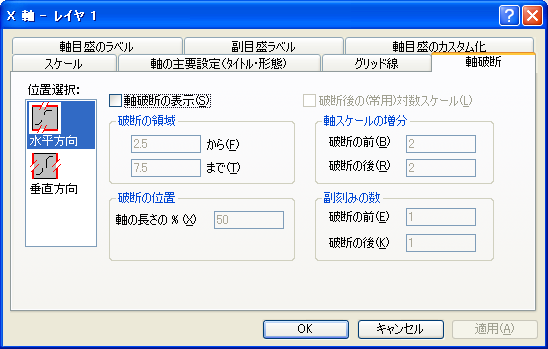 X 軸 - レイヤ 1
軸目盛のラベル
副目盛ラベル
軸目盛のカスタム化
スケール
軸の主要設定(タイトル・形態)
グリッド線
軸破断
位置選択:
水平方向
垂直方向
軸破断の表示(S)
破断後の(常用)対数スケール(L)
破断の領域
2.5 から(F)
7.5 まで(T)
軸スケールの増分
破断の前(B) 2
破断の後(R) 2
破断の位置
軸の長さの % (X) 50
副刻みの数
破断の前(E) 1
破断の後(K) 1
OK
キャンセル
適用(A)